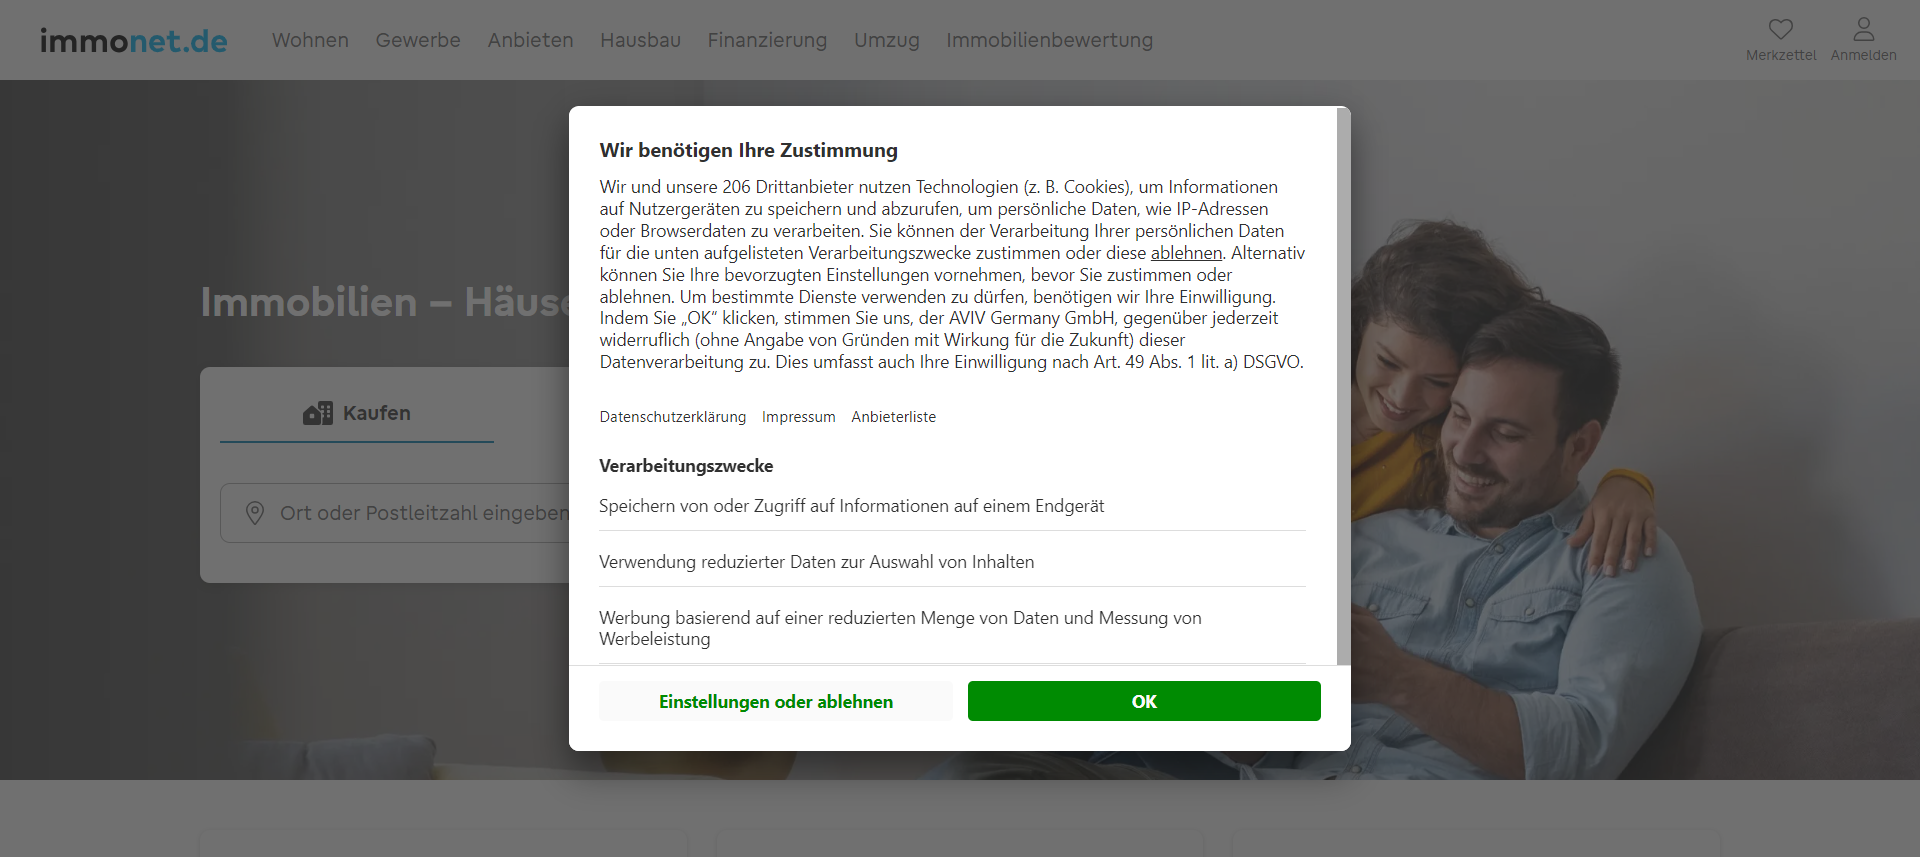 immonet.de
Wohnen
Gewerbe
Anbieten
Hausbau
Finanzierung
Umzug
Immobilienbewertung
Merkzettel
Anmelden
Immobilien – Häuse
Kaufen
Ort oder Postleitzahl eingeben
Wir benötigen Ihre Zustimmung
Wir und unsere 206 Drittanbieter nutzen Technologien (z. B. Cookies), um Informationen
auf Nutzergeräten zu speichern und abzurufen, um persönliche Daten, wie IP-Adressen
oder Browserdaten zu verarbeiten. Sie können der Verarbeitung Ihrer persönlichen Daten
für die unten aufgelisteten Verarbeitungszwecke zustimmen oder diese ablehnen. Alternativ
können Sie Ihre bevorzugten Einstellungen vornehmen, bevor Sie zustimmen oder
ablehnen. Um bestimmte Dienste verwenden zu dürfen, benötigen wir Ihre Einwilligung.
Indem Sie „OK“ klicken, stimmen Sie uns, der AVIV Germany GmbH, gegenüber jederzeit
widerruflich (ohne Angabe von Gründen mit Wirkung für die Zukunft) dieser
Datenverarbeitung zu. Dies umfasst auch Ihre Einwilligung nach Art. 49 Abs. 1 lit. a) DSGVO.
Datenschutzerklärung
Impressum
Anbieterliste
Verarbeitungszwecke
Speichern von oder Zugriff auf Informationen auf einem Endgerät
Verwendung reduzierter Daten zur Auswahl von Inhalten
Werbung basierend auf einer reduzierten Menge von Daten und Messung von
Werbeleistung
Einstellungen oder ablehnen
OK